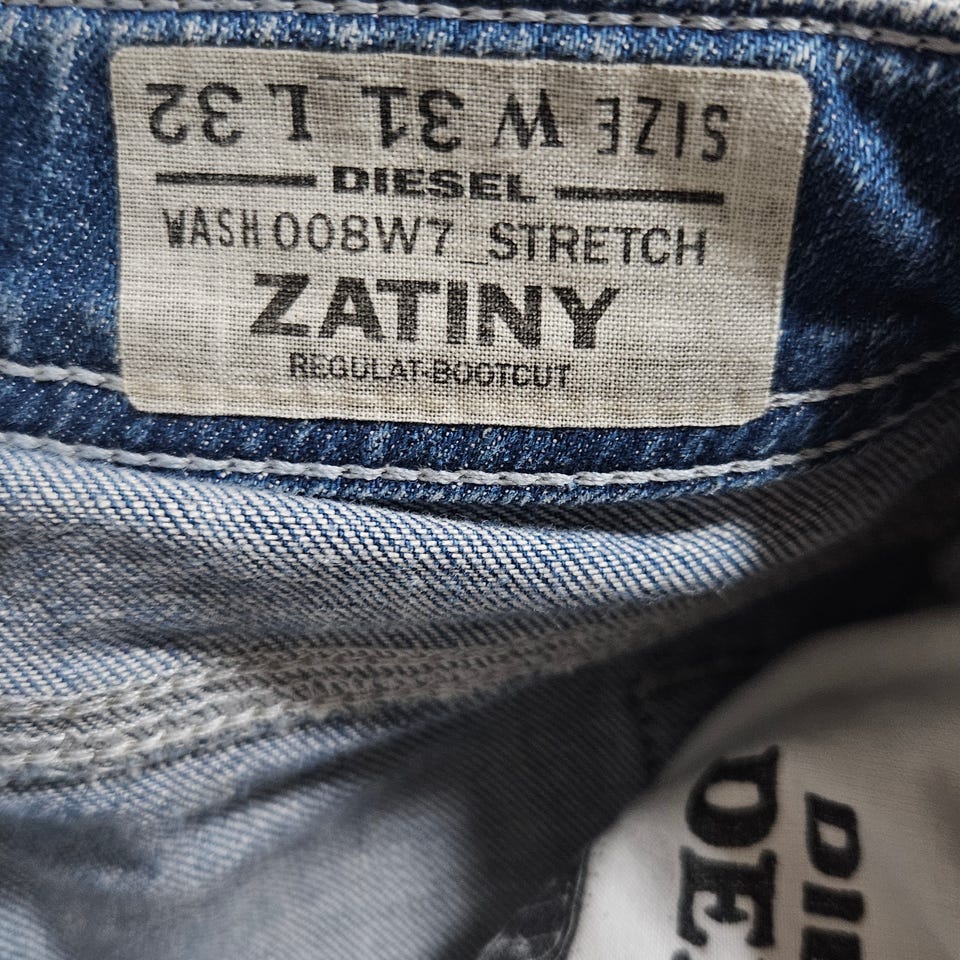 SIZE W 31 L 32
DIESEL
WASH 008W7_STRETCH
ZATINY
REGULAT-BOOTCUT